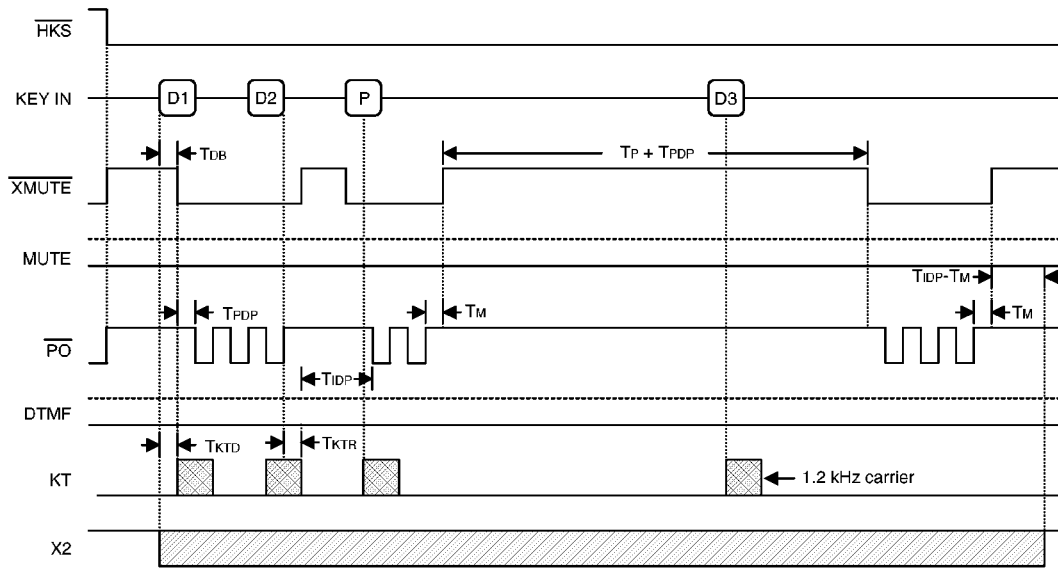 HKS
KEY IN D1 D2 P D3
TDB TP + TPDP
XMUTE
MUTE
TIDP-TM
TPDP TM TM
PO
TIDP
DTMF
TKTD TKTR
KT 1.2 kHz carrier
X2